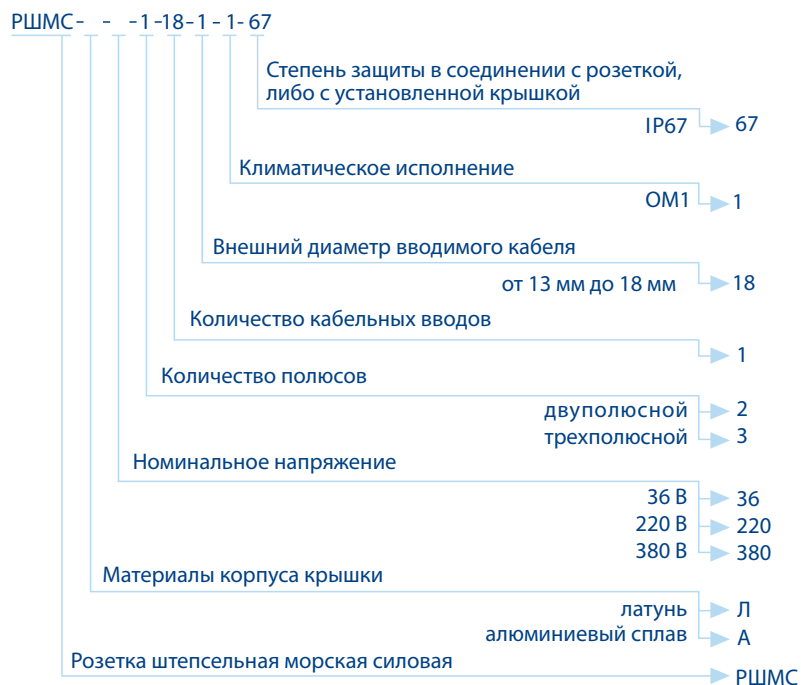 РШМС- - -1-18-1-1-67
Степень защиты в соединении с розеткой,
либо с установленной крышкой
IP67 67
Климатическое исполнение
ОМ1 1
Внешний диаметр вводимого кабеля
от 13 мм до 18 мм 18
Количество кабельных вводов
1
Количество полюсов
двуполюсной 2
трехполюсной 3
Номинальное напряжение
36 В 36
220 В 220
380 В 380
Материалы корпуса крышки
латунь Л
алюминиевый сплав А
Розетка штепсельная морская силовая
РШМС